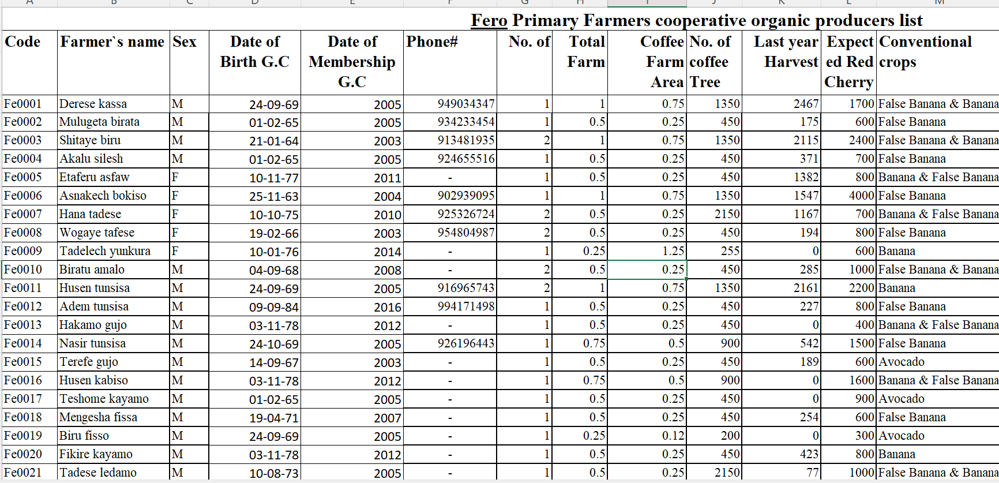 A B C D E F G H I J K L M
Fero Primary Farmers cooperative organic producers list
Code Farmer`s name Sex Date of Birth G.C Date of Membership G.C Phone# No. of Total Farm Coffee Farm Area No. of coffee Tree Last year Harvest Expected Red Cherry Conventional crops
Fe0001 Derese kassa M 24-09-69 2005 949034347 1 1 0.75 1350 2467 1700 False Banana & Banana
Fe0002 Mulugeta birata M 01-02-65 2005 934233454 1 0.5 0.25 450 175 600 False Banana
Fe0003 Shitaye biru M 21-01-64 2003 913481935 2 1 0.75 1350 2115 2400 False Banana & Banana
Fe0004 Akalu silesh M 01-02-65 2005 924655516 1 0.5 0.25 450 371 700 False Banana
Fe0005 Etaferu asfaw F 10-11-77 2011 - 1 0.5 0.25 450 1382 800 Banana & False Banana
Fe0006 Asnakech bokiso F 25-11-63 2004 902939095 1 1 0.75 1350 1547 4000 False Banana
Fe0007 Hana tadese F 10-10-75 2010 925326724 2 0.5 0.25 2150 1167 700 Banana & False Banana
Fe0008 Wogaye tafese F 19-02-66 2003 954804987 2 0.5 0.25 450 194 800 False Banana
Fe0009 Tadelech yunkura F 10-01-76 2014 - 1 0.25 1.25 255 0 600 Banana
Fe0010 Biratu amalo M 04-09-68 2008 - 2 0.5 0.25 450 285 1000 False Banana & Banana
Fe0011 Husen tunsisa M 24-09-69 2005 916965743 2 1 0.75 1350 2161 2200 Banana
Fe0012 Adem tunsisa M 09-09-84 2016 994171498 1 0.5 0.25 450 227 800 False Banana
Fe0013 Hakamo gujo M 03-11-78 2012 - 1 0.5 0.25 450 0 400 Banana & False Banana
Fe0014 Nasir tunsisa M 24-10-69 2005 926196443 1 0.75 0.5 900 542 1500 False Banana
Fe0015 Terefe gujo M 14-09-67 2003 - 1 0.5 0.25 450 189 600 Avocado
Fe0016 Husen kabiso M 03-11-78 2012 - 1 0.75 0.5 900 0 1600 Banana & False Banana
Fe0017 Teshome kayamo M 01-02-65 2005 - 1 0.5 0.25 450 0 900 Avocado
Fe0018 Mengesha fissa M 19-04-71 2007 - 1 0.5 0.25 450 254 600 False Banana
Fe0019 Biru fisso M 24-09-69 2005 - 1 0.25 0.12 200 0 300 Avocado
Fe0020 Fikire kayamo M 03-11-78 2012 - 1 0.5 0.25 450 423 800 Banana
Fe0021 Tadese ledamo M 10-08-73 2005 - 1 0.5 0.25 2150 77 1000 False Banana & Banana